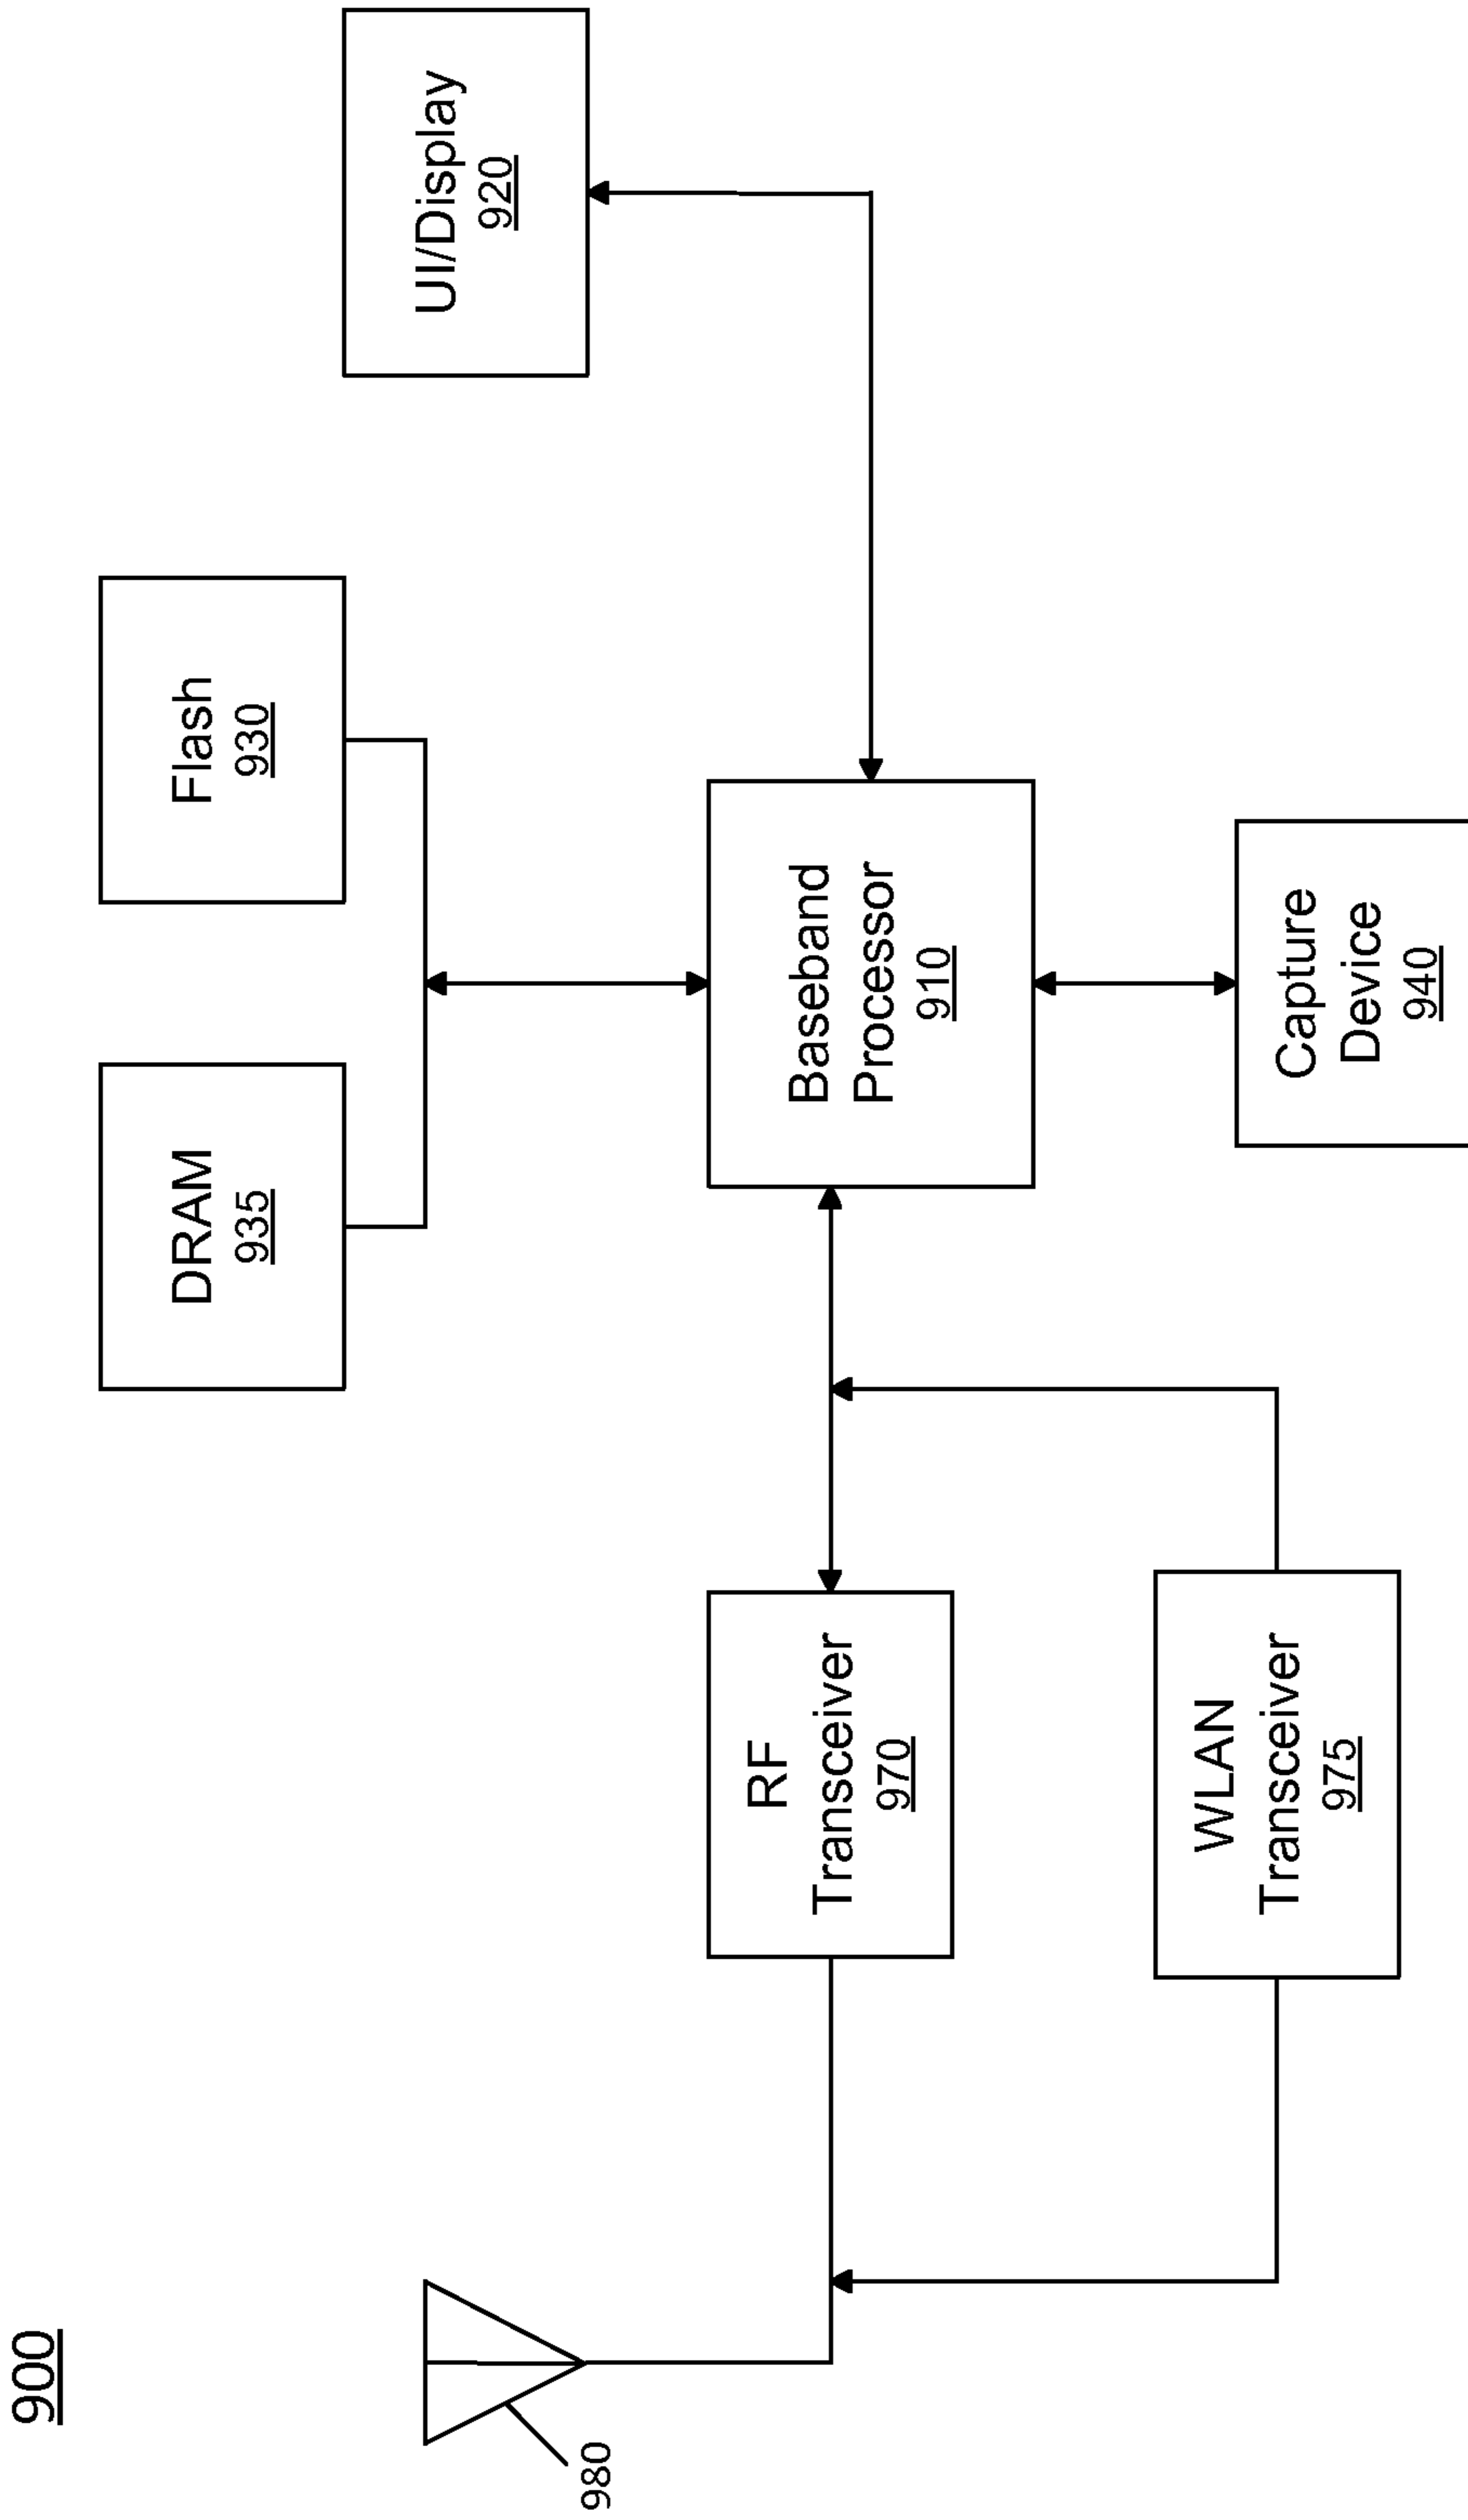 900
DRAM
935
Flash
930
UI/Display
920
980
RF
Transceiver
970
Baseband
Processor
910
WLAN
Transceiver
975
Capture
Device
940